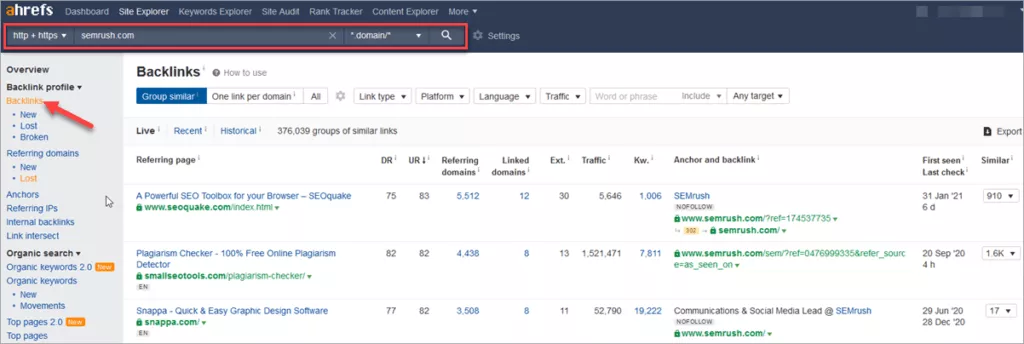 ahrefs Dashboard Site Explorer Keywords Explorer Site Audit Rank Tracker Content Explorer More
http + https semrush.com × *.domain/* Settings
Overview
Backlink profile
Backlinks
• New
• Lost
• Broken
Referring domains
• New
• Lost
Anchors
Referring IPs
Internal backlinks
Link intersect
Organic search
Organic keywords 2.0 New
Organic keywords
• New
• Movements
Top pages 2.0 New
Top pages
Backlinks i ? How to use
Group similar One link per domain All Link type Platform Language Traffic Word or phrase Include Any target
Live i Recent i Historical i 376,039 groups of similar links Export
Referring page i DR i UR ↓ i Referring domains i Linked domains i Ext. i Traffic i Kw. i Anchor and backlink i First seen Last check i Similar i
A Powerful SEO Toolbox for your Browser – SEOquake 75 83 5,512 12 30 5,646 1,006 SEMrush 31 Jan '21 910
www.seoquake.com/index.html NOFOLLOW 6 d
www.semrush.com/?ref=174537735
302 → semrush.com/
Plagiarism Checker - 100% Free Online Plagiarism 82 82 4,438 8 13 1,521,471 7,811 www.semrush.com/sem/?ref=0476999335&refer_sourc 20 Sep '20 1.6K
Detector e=as_seen_on 4 h
smallseotools.com/plagiarism-checker/
EN
Snappa - Quick & Easy Graphic Design Software 77 82 3,508 8 11 52,790 19,222 Communications & Social Media Lead @ SEMrush 29 Jun '20 17
snappa.com/ NOFOLLOW 28 Dec '20
EN www.semrush.com/